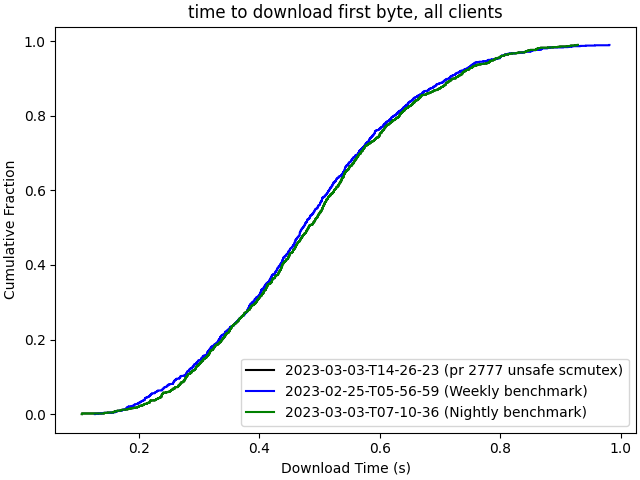 time to download first byte, all clients
1.0
0.8
0.6
0.4
0.2
0.0
Cumulative Fraction
2023-03-03-T14-26-23 (pr 2777 unsafe scmutex)
2023-02-25-T05-56-59 (Weekly benchmark)
2023-03-03-T07-10-36 (Nightly benchmark)
0.2 0.4 0.6 0.8 1.0
Download Time (s)